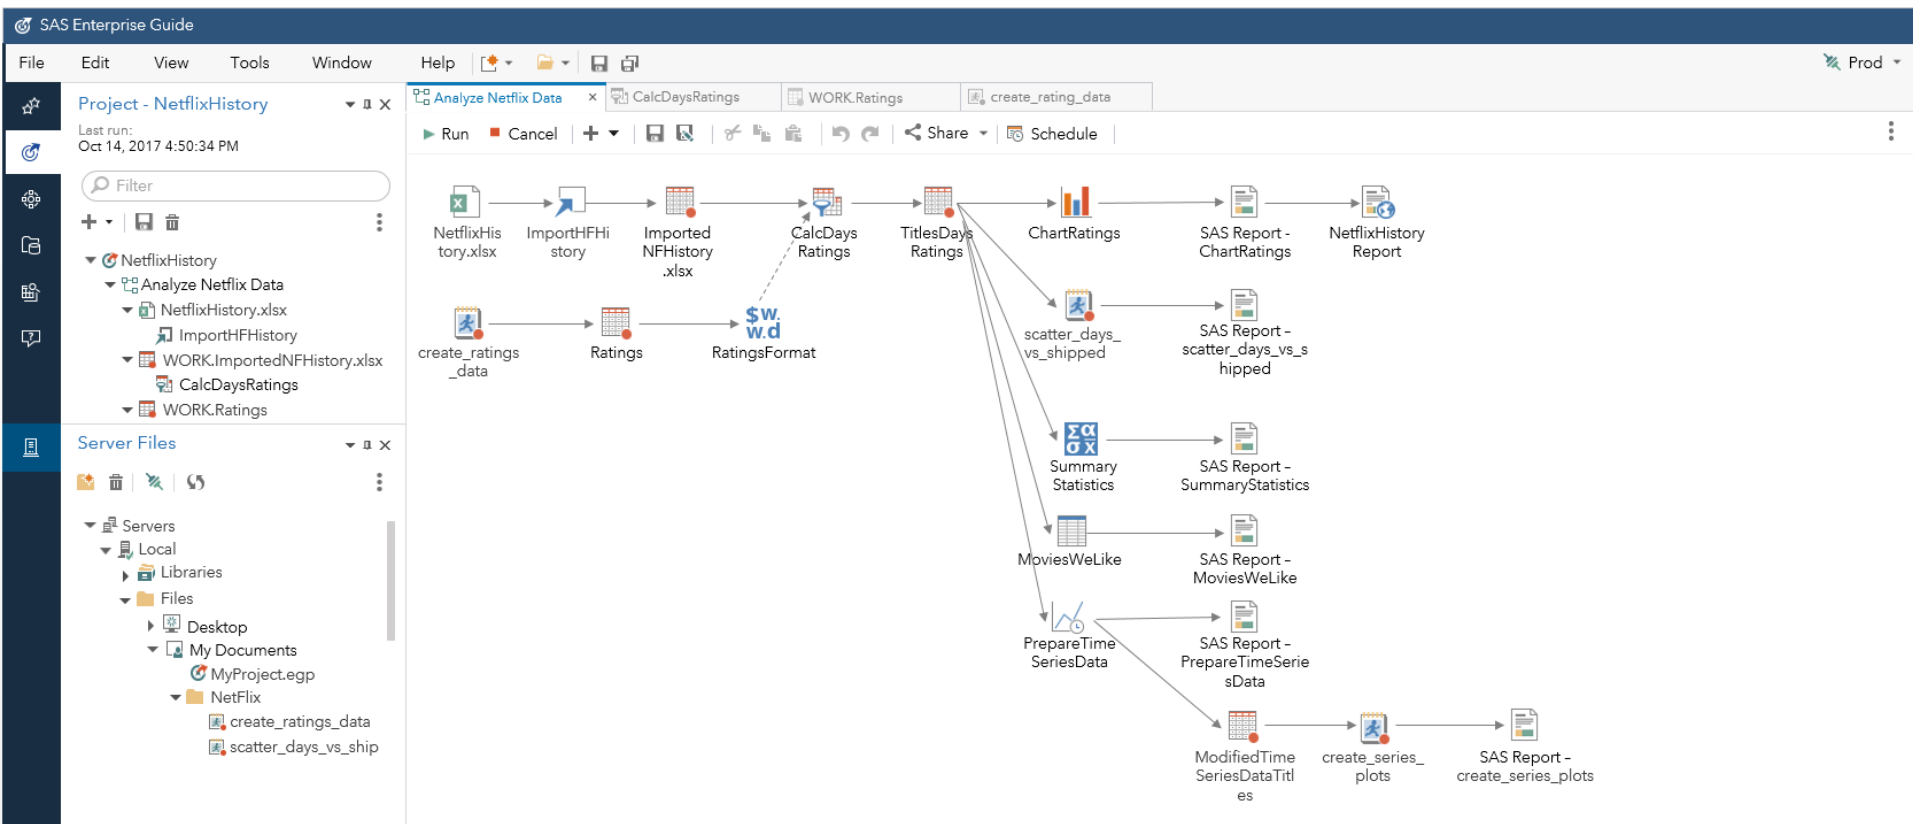 SAS Enterprise Guide
File Edit View Tools Window Help Prod
Project - NetflixHistory
Last run:
Oct 14, 2017 4:50:34 PM
Filter
NetflixHistory
Analyze Netflix Data
NetflixHistory.xlsx
ImportHFHistory
WORK.ImportedNFHistory.xlsx
CalcDaysRatings
WORK.Ratings
Server Files
Servers
Local
Libraries
Files
Desktop
My Documents
MyProject.egp
NetFlix
create_ratings_data
scatter_days_vs_ship
Analyze Netflix Data CalcDaysRatings WORK.Ratings create_rating_data
Run Cancel Share Schedule
NetflixHis
tory.xlsx
ImportHFHi
story
Imported
NFHistory
.xlsx
CalcDays
Ratings
TitlesDays
Ratings
ChartRatings
SAS Report -
ChartRatings
NetflixHistory
Report
create_ratings
_data
Ratings
$w.
w.d
RatingsFormat
scatter_days_
vs_shipped
SAS Report –
scatter_days_vs_s
hipped
Σα
σx
Summary
Statistics
SAS Report –
SummaryStatistics
MoviesWeLike
SAS Report –
MoviesWeLike
PrepareTime
SeriesData
SAS Report –
PrepareTimeSerie
sData
ModifiedTime
SeriesDataTitl
es
create_series_
plots
SAS Report –
create_series_plots